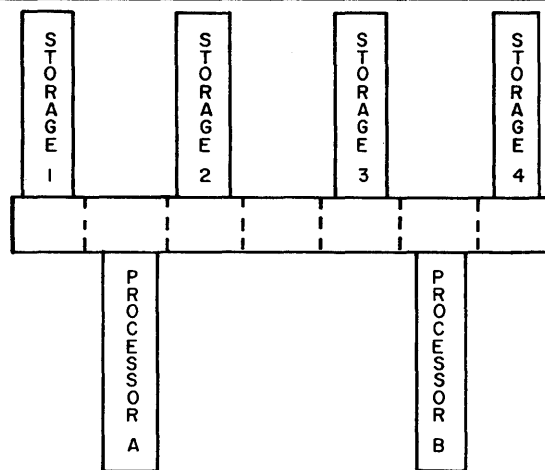 STORAGE 1
STORAGE 2
STORAGE 3
STORAGE 4
PROCESSOR A
PROCESSOR B